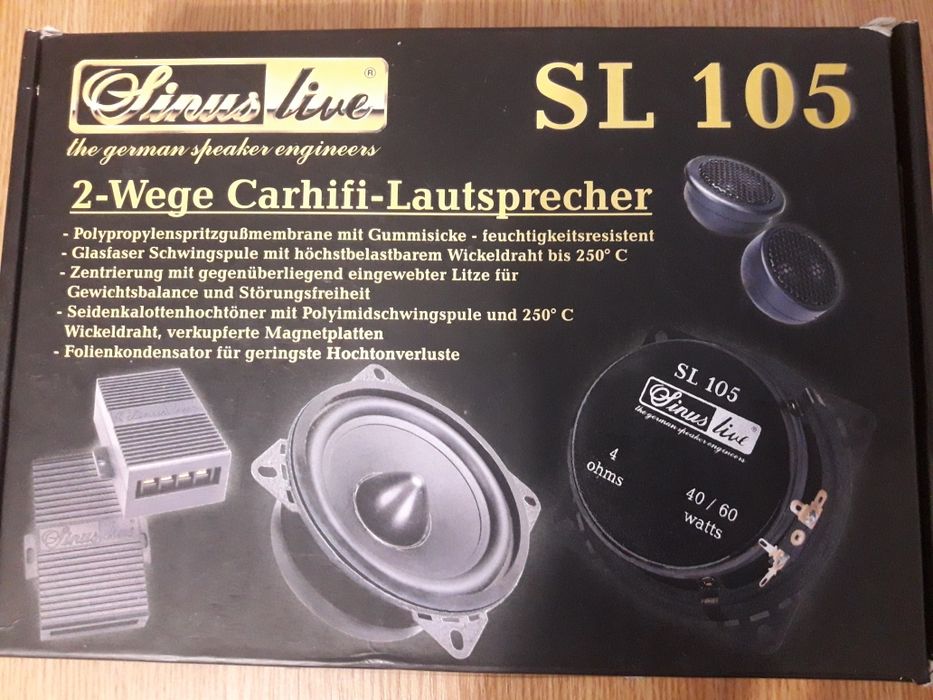 Sinus live ®
SL 105
the german speaker engineers
2-Wege Carhifi-Lautsprecher
- Polypropylenspritzgußmembrane mit Gummisicke - feuchtigkeitsresistent
- Glasfaser Schwingspule mit höchstbelastbarem Wickeldraht bis 250° C
- Zentrierung mit gegenüberliegend eingewebter Litze für
Gewichtsbalance und Störungsfreiheit
- Seidenkalottenhochtöner mit Polyimidschwingspule und 250° C
Wickeldraht, verkupferte Magnetplatten
- Folienkondensator für geringste Hochtonverluste
SL 105
Sinus live ®
the german speaker engineers
4
ohms
40 / 60
watts
Sinus live